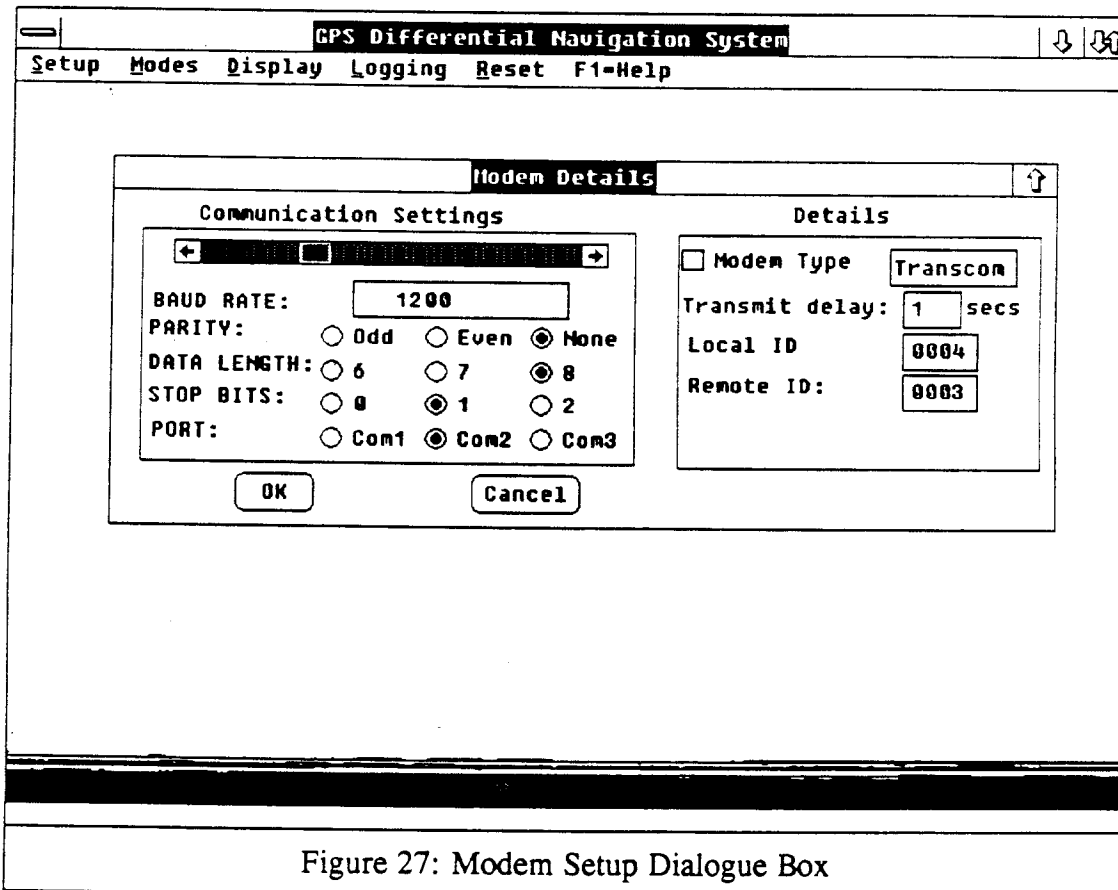 GPS Differential Navigation System
Setup Modes Display Logging Reset F1=Help
Modem Details
Communication Settings
BAUD RATE: 1200
PARITY: Odd Even None
DATA LENGTH: 6 7 8
STOP BITS: 0 1 2
PORT: Com1 Com2 Com3
OK Cancel
Details
Modem Type Transcom
Transmit delay: 1 secs
Local ID 0004
Remote ID: 0003
Figure 27: Modem Setup Dialogue Box